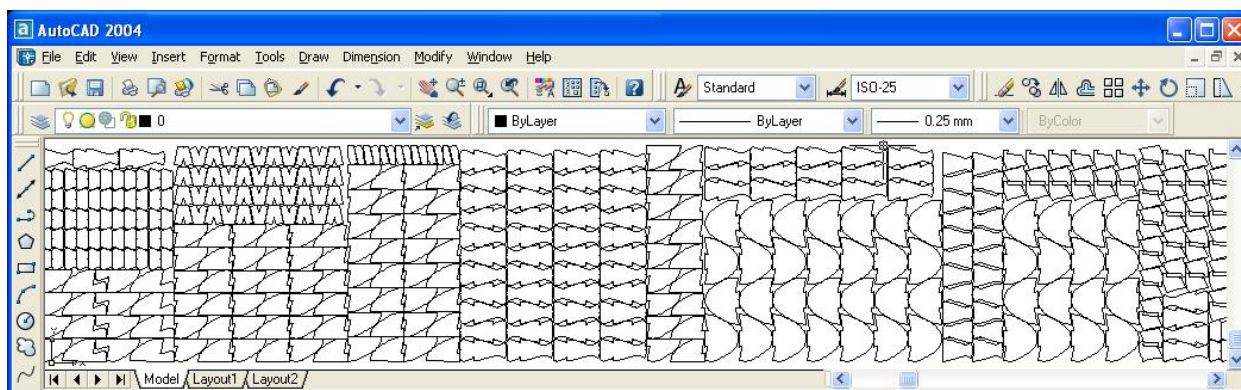 a AutoCAD 2004
File Edit View Insert Format Tools Draw Dimension Modify Window Help
Standard ISO-25
0 ByLayer ByLayer 0.25 mm ByColor
Model Layout1 Layout2